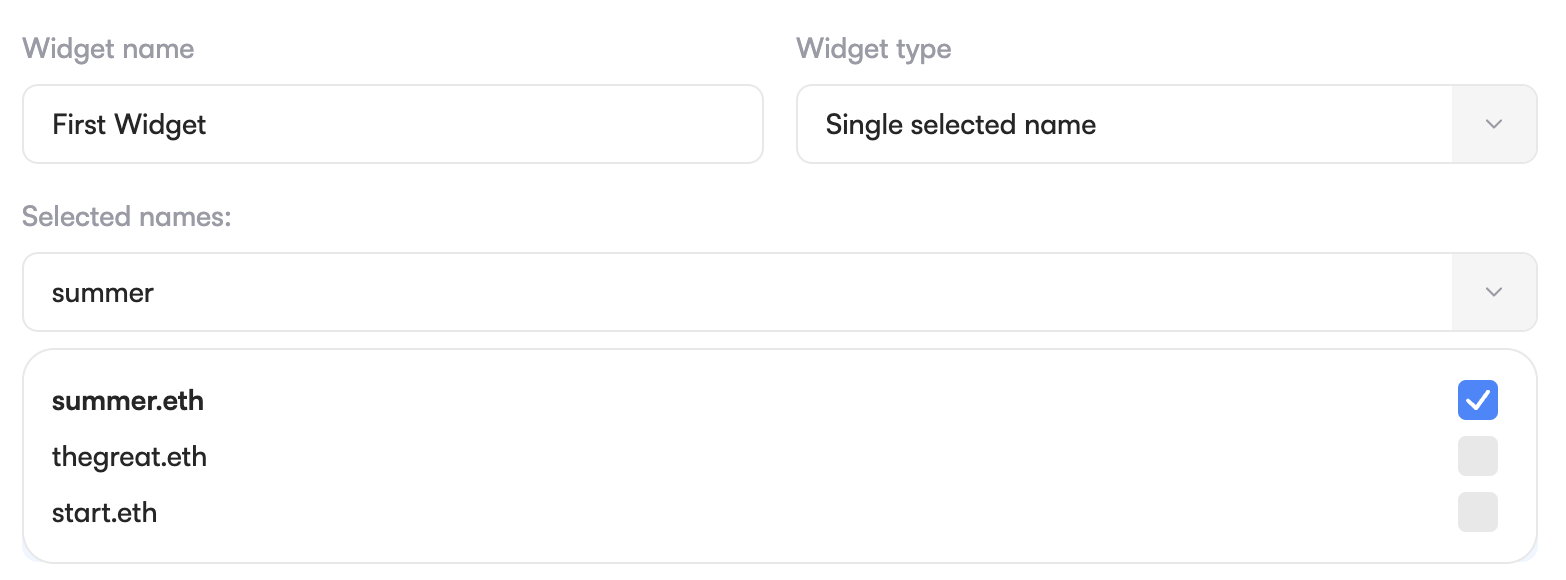 Widget name
Widget type
First Widget
Single selected name
Selected names:
summer
summer.eth
thegreat.eth
start.eth